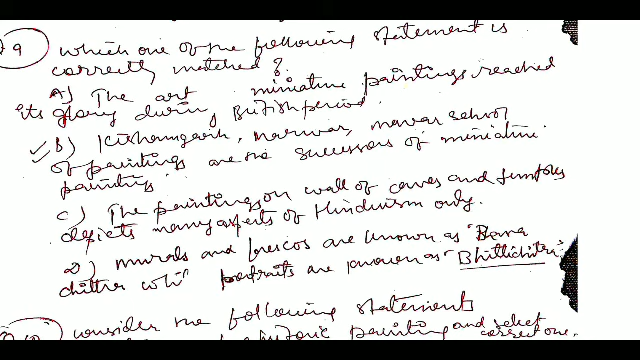 9 which one of the following statement is
correctly matched?
A) The art miniature paintings reached
its glory during British period.
B) Kishangarh, marwar, mewar school
of paintings are the successors of miniature
paintings
C) The paintings on wall of caves and temples
depicts many aspects of Hinduism only.
D) murals and frescos are known as "
chitra portraits are known as "Bhittichitra"
consider the following statements
painting and select
correct one.